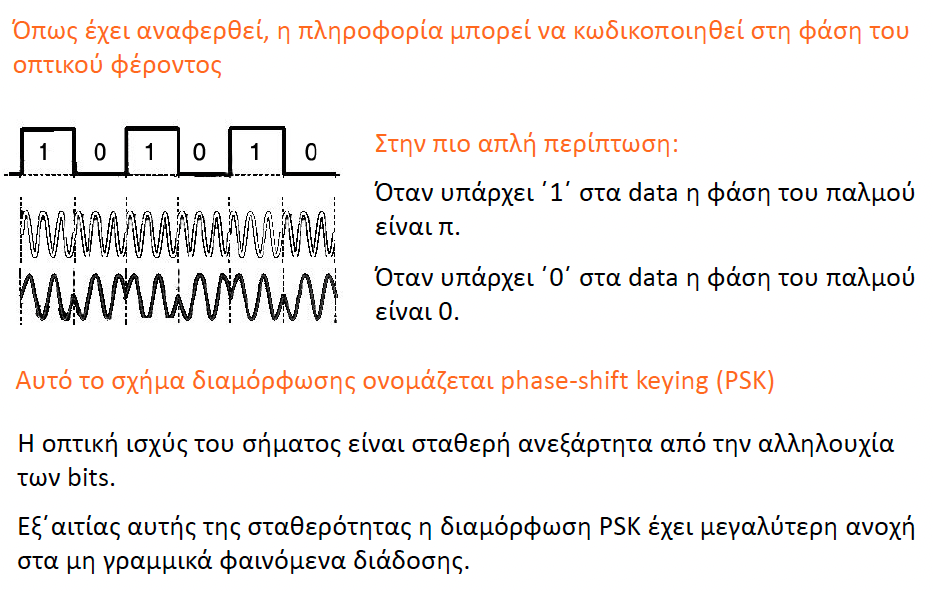 Όπως έχει αναφερθεί, η πληροφορία μπορεί να κωδικοποιηθεί στη φάση του
οπτικού φέροντος
1 0 1 0 1 0
Στην πιο απλή περίπτωση:
Όταν υπάρχει ΄1΄ στα data η φάση του παλμού
είναι π.
Όταν υπάρχει ΄0΄ στα data η φάση του παλμού
είναι 0.
Αυτό το σχήμα διαμόρφωσης ονομάζεται phase-shift keying (PSK)
Η οπτική ισχύς του σήματος είναι σταθερή ανεξάρτητα από την αλληλουχία
των bits.
Εξ΄αιτίας αυτής της σταθερότητας η διαμόρφωση PSK έχει μεγαλύτερη ανοχή
στα μη γραμμικά φαινόμενα διάδοσης.